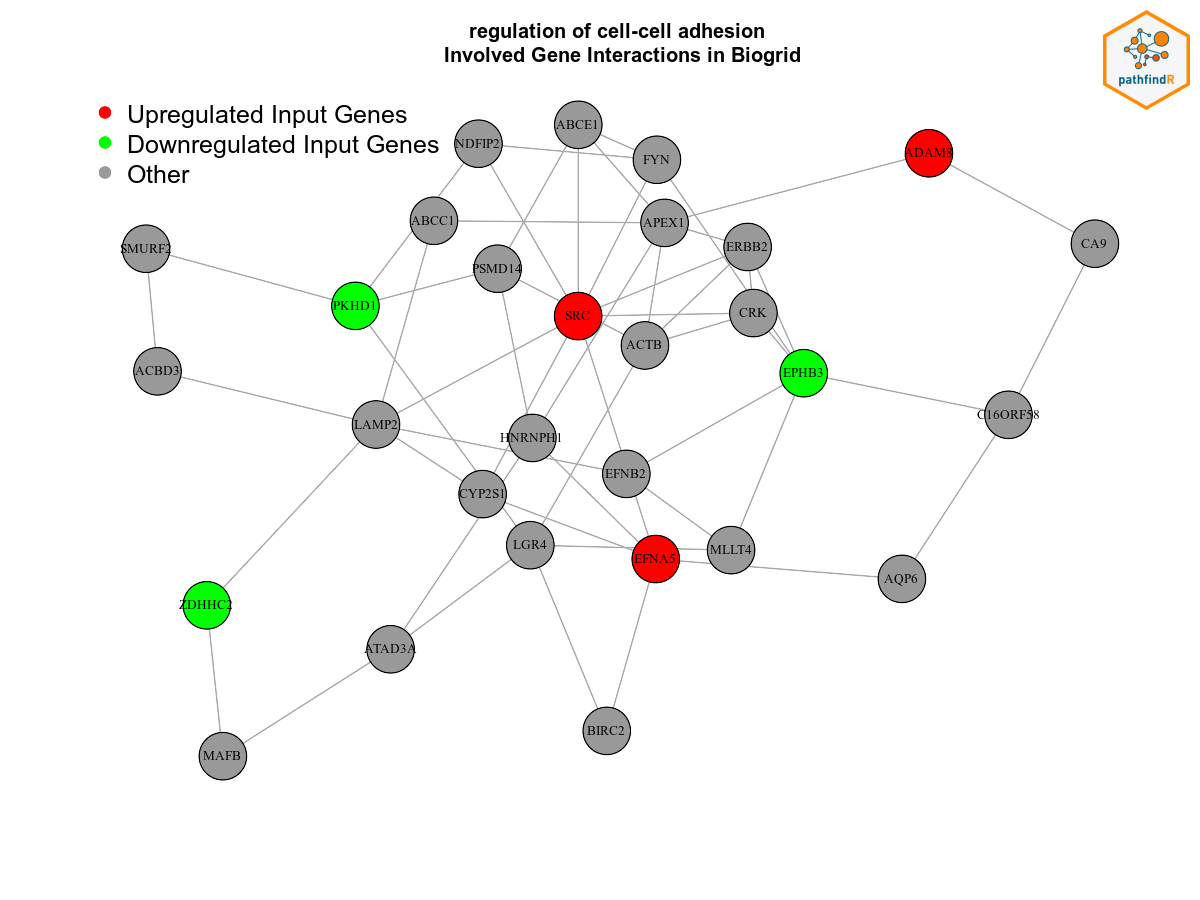 regulation of cell-cell adhesion
Involved Gene Interactions in Biogrid
pathfindR
Upregulated Input Genes
Downregulated Input Genes
Other
ABCE1
NDFIP2
FYN
ADAM8
ABCC1
APEX1
SMURF2
ERBB2
CA9
PSMD14
PKHD1
SRC
CRK
ACTB
ACBD3
EPHB3
C16ORF58
LAMP2
HNRNPH1
EFNB2
CYP2S1
LGR4
MLLT4
EFNA5
AQP6
ZDHHC2
ATAD3A
BIRC2
MAFB